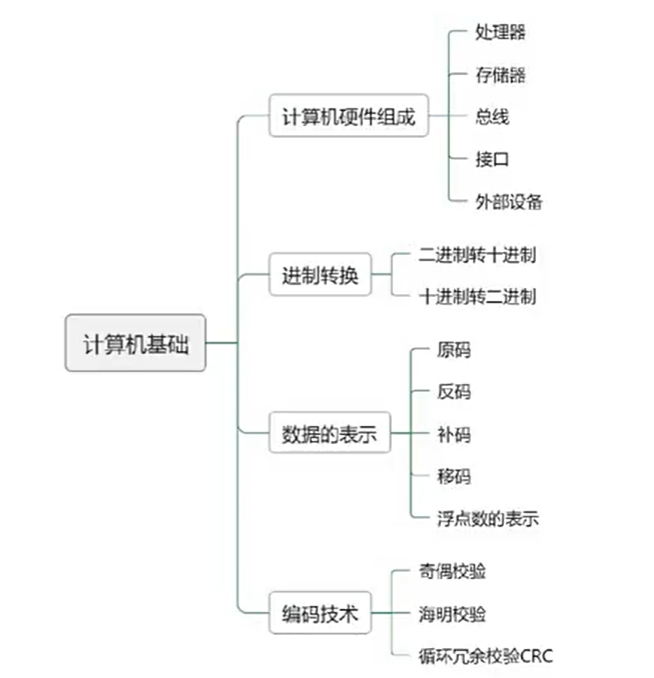 计算机基础
计算机硬件组成
处理器
存储器
总线
接口
外部设备
进制转换
二进制转十进制
十进制转二进制
数据的表示
原码
反码
补码
移码
浮点数的表示
编码技术
奇偶校验
海明校验
循环冗余校验CRC